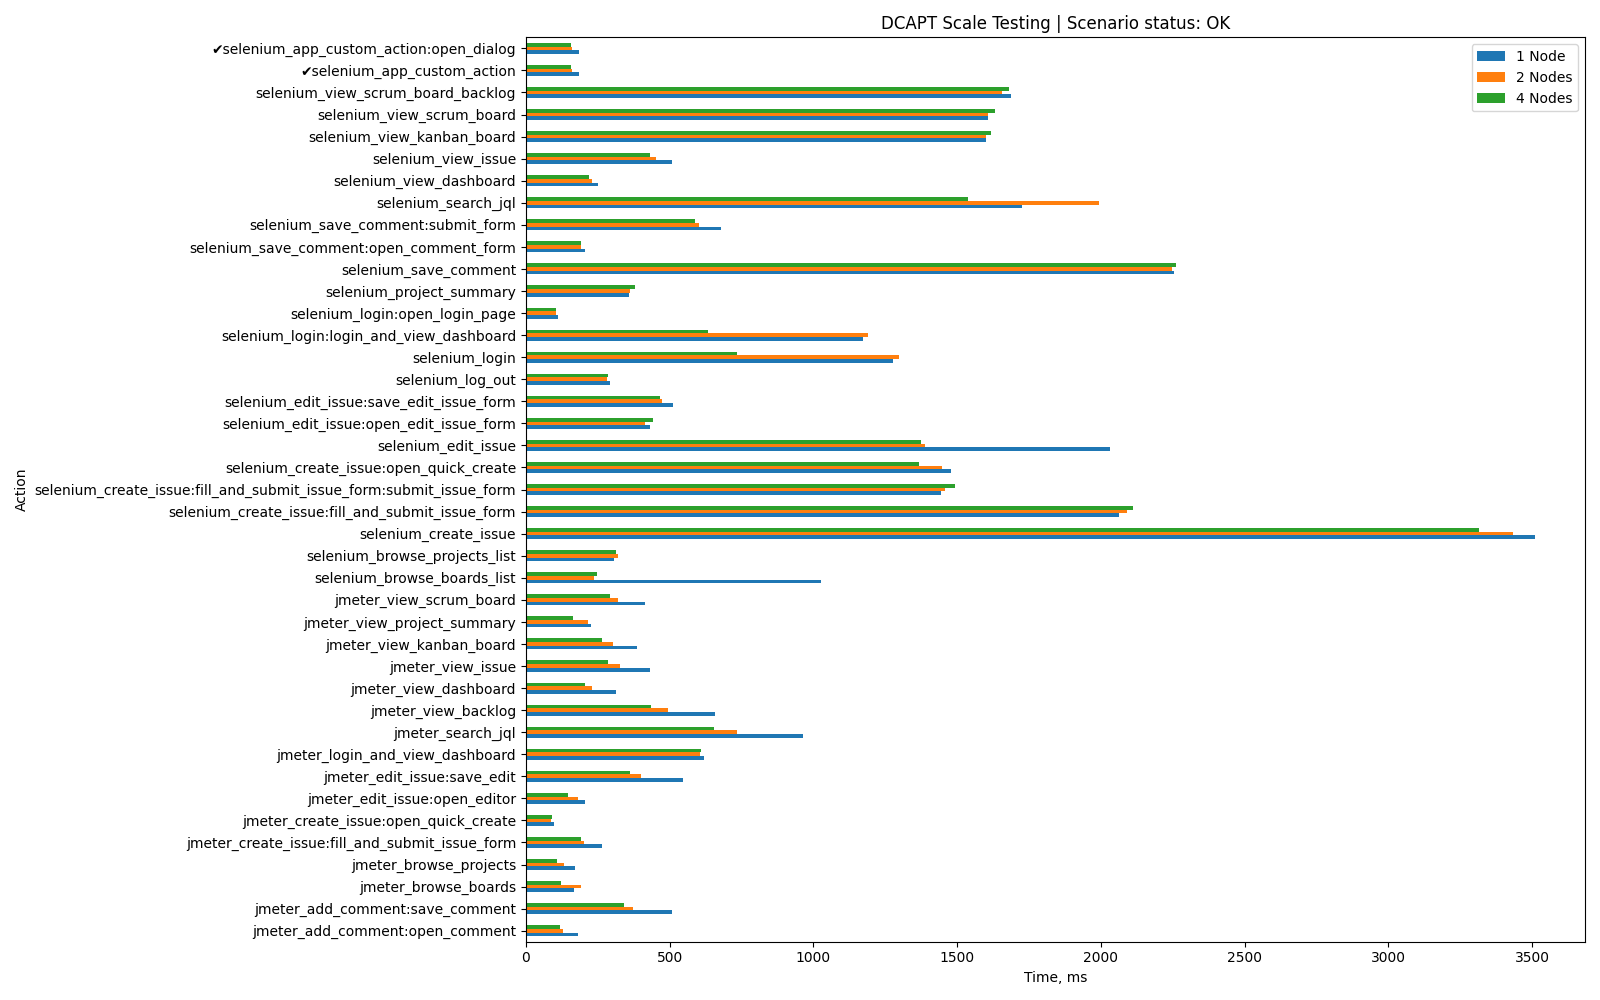 DCAPT Scale Testing | Scenario status: OK
1 Node
2 Nodes
4 Nodes
Action
✔selenium_app_custom_action:open_dialog
✔selenium_app_custom_action
selenium_view_scrum_board_backlog
selenium_view_scrum_board
selenium_view_kanban_board
selenium_view_issue
selenium_view_dashboard
selenium_search_jql
selenium_save_comment:submit_form
selenium_save_comment:open_comment_form
selenium_save_comment
selenium_project_summary
selenium_login:open_login_page
selenium_login:login_and_view_dashboard
selenium_login
selenium_log_out
selenium_edit_issue:save_edit_issue_form
selenium_edit_issue:open_edit_issue_form
selenium_edit_issue
selenium_create_issue:open_quick_create
selenium_create_issue:fill_and_submit_issue_form:submit_issue_form
selenium_create_issue:fill_and_submit_issue_form
selenium_create_issue
selenium_browse_projects_list
selenium_browse_boards_list
jmeter_view_scrum_board
jmeter_view_project_summary
jmeter_view_kanban_board
jmeter_view_issue
jmeter_view_dashboard
jmeter_view_backlog
jmeter_search_jql
jmeter_login_and_view_dashboard
jmeter_edit_issue:save_edit
jmeter_edit_issue:open_editor
jmeter_create_issue:open_quick_create
jmeter_create_issue:fill_and_submit_issue_form
jmeter_browse_projects
jmeter_browse_boards
jmeter_add_comment:save_comment
jmeter_add_comment:open_comment
0 500 1000 1500 2000 2500 3000 3500
Time, ms